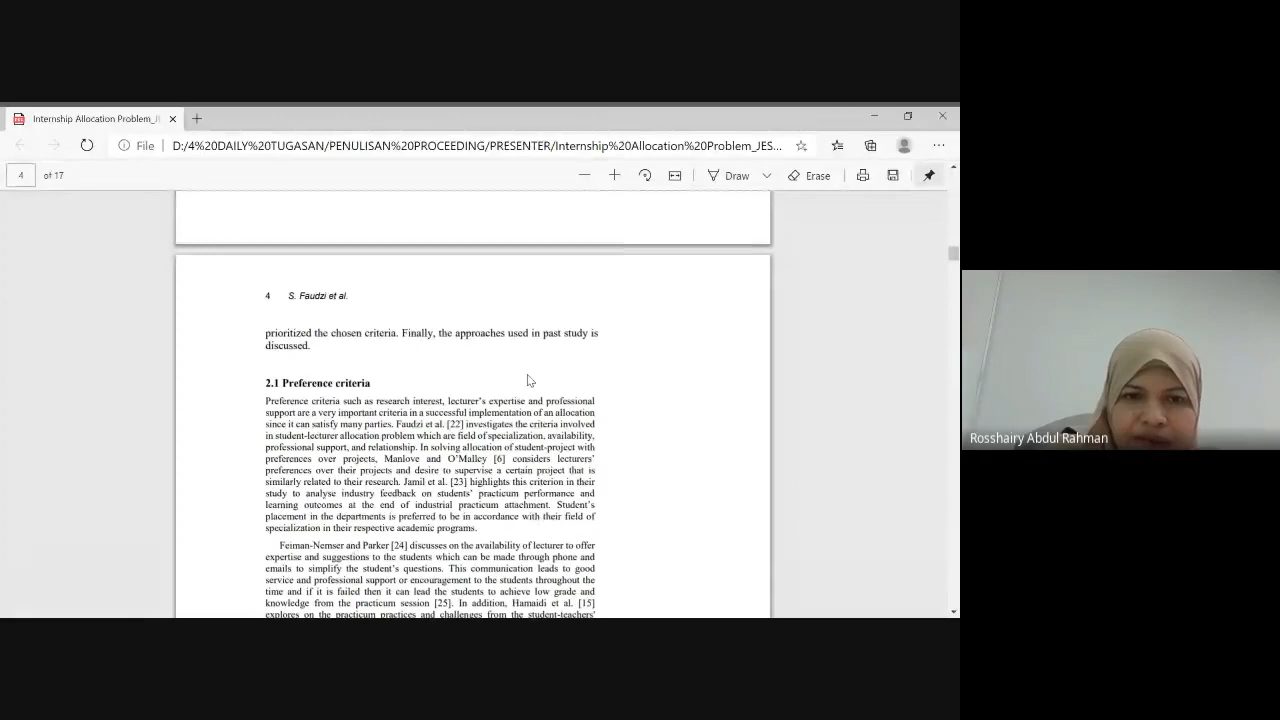 Internship Allocation Problem_JI
File
D:/4%20DAILY%20TUGASAN/PENULISAN%20PROCEEDING/PRESENTER/Internship%20Allocation%20Problem_JES...
4 of 17
Draw
Erase
4 S. Faudzi et al.
prioritized the chosen criteria. Finally, the approaches used in past study is
discussed.
2.1 Preference criteria
Preference criteria such as research interest, lecturer's expertise and professional
support are a very important criteria in a successful implementation of an allocation
since it can satisfy many parties. Faudzi et al. [22] investigates the criteria involved
in student-lecturer allocation problem which are field of specialization, availability,
professional support, and relationship. In solving allocation of student-project with
preferences over projects, Manlove and O'Malley [6] considers lecturers'
preferences over their projects and desire to supervise a certain project that is
similarly related to their research. Jamil et al. [23] highlights this criterion in their
study to analyse industry feedback on students' practicum performance and
learning outcomes at the end of industrial practicum attachment. Student's
placement in the departments is preferred to be in accordance with their field of
specialization in their respective academic programs.
Feiman-Nemser and Parker [24] discusses on the availability of lecturer to offer
expertise and suggestions to the students which can be made through phone and
emails to simplify the student's questions. This communication leads to good
service and professional support or encouragement to the students throughout the
time and if it is failed then it can lead the students to achieve low grade and
knowledge from the practicum session [25]. In addition, Hamaidi et al. [15]
explores on the practicum practices and challenges from the student-teachers'
Rosshairy Abdul Rahman